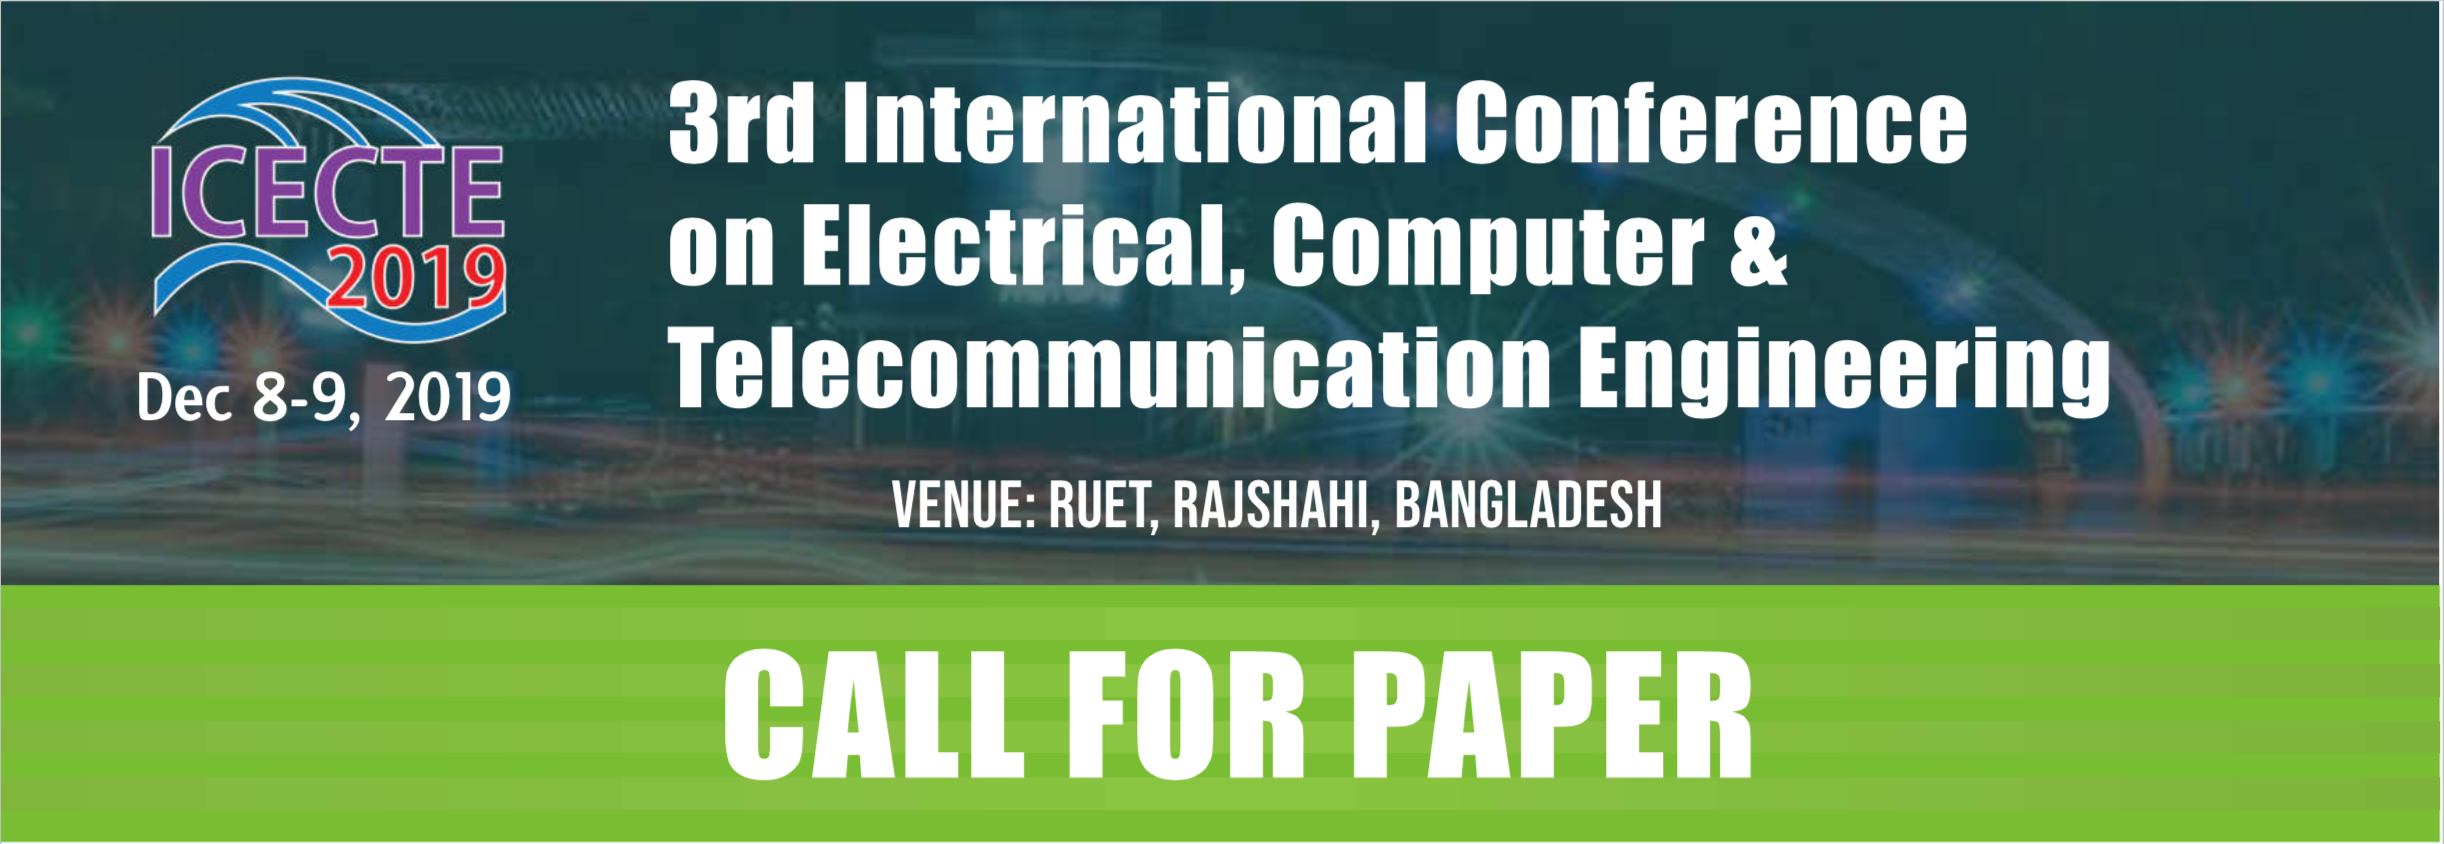 ICECTE
2019
Dec 8-9, 2019
3rd International Conference
on Electrical, Computer &
Telecommunication Engineering
VENUE: RUET, RAJSHAHI, BANGLADESH
CALL FOR PAPER